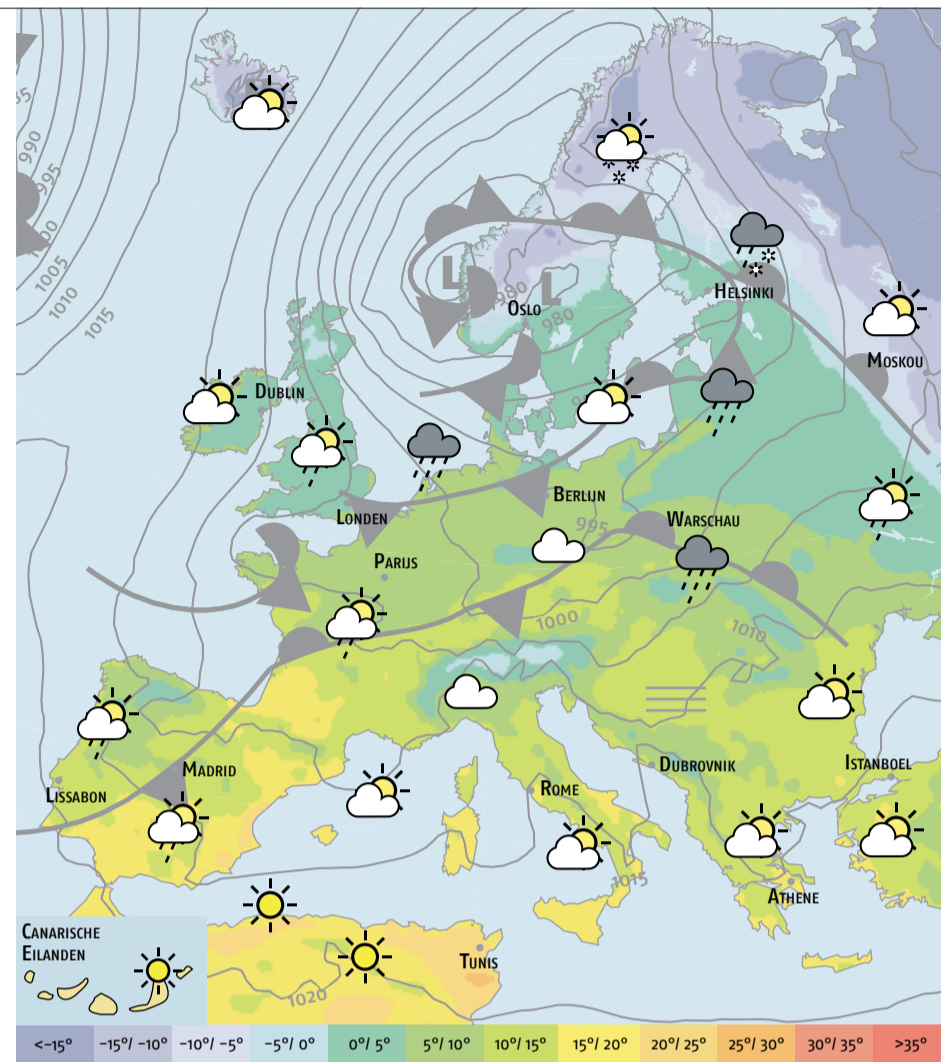 990
995
1000
1005
1010
1015
L
L
980
980
Oslo
Helsinki
Moskou
Dublin
Londen
Berlijn
Warschau
995
Parijs
1000
1010
Madrid
Lissabon
Dubrovnik
Istanboel
Rome
1015
Athene
Canarische
Eilanden
Tunis
1020
<-15° -15°/ -10° -10°/ -5° -5°/ 0° 0°/ 5° 5°/ 10° 10°/ 15° 15°/ 20° 20°/ 25° 25°/ 30° 30°/ 35° >35°